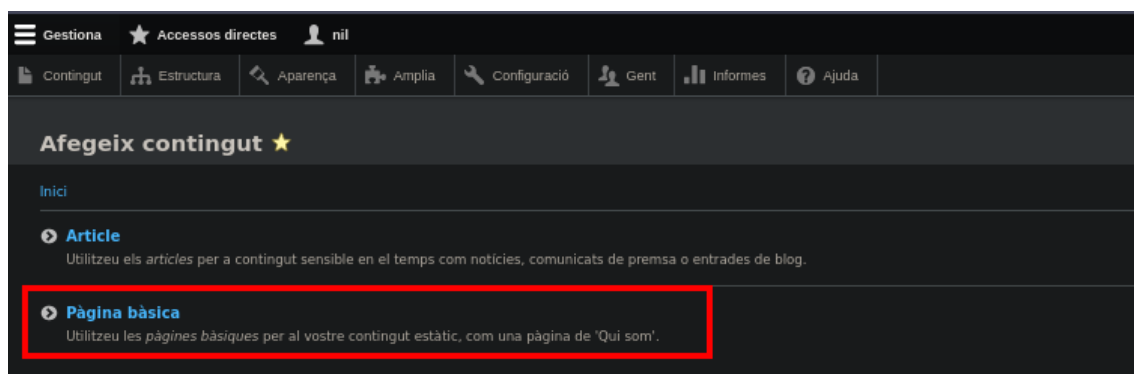 Gestiona Accessos directes nil
Contingut Estructura Aparença Amplia Configuració Gent Informes Ajuda
Afegeix contingut
Inici
Article
Utilitzeu els articles per a contingut sensible en el temps com notícies, comunicats de premsa o entrades de blog.
Pàgina bàsica
Utilitzeu les pàgines bàsiques per al vostre contingut estàtic, com una pàgina de 'Qui som'.